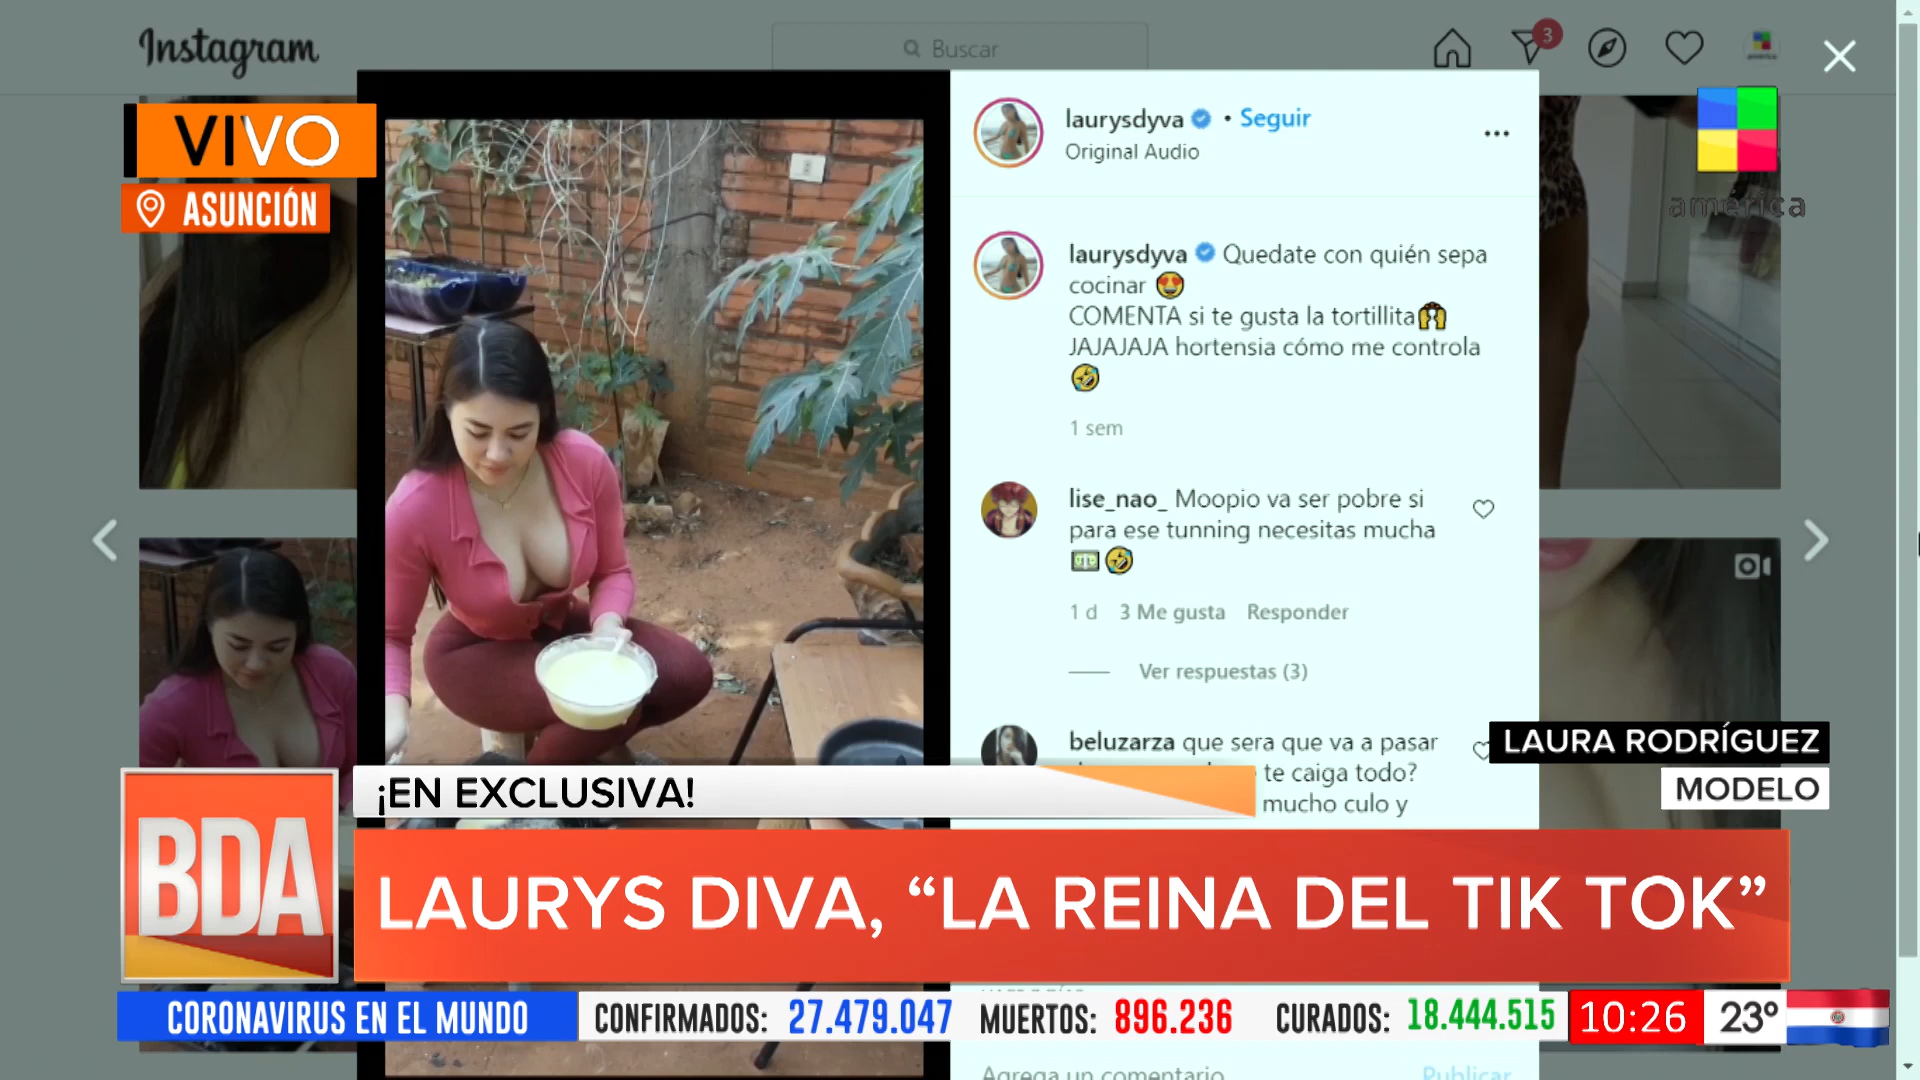 Instagram
Buscar
3
VIVO
ASUNCIÓN
america
laurysdyva • Seguir
Original Audio
laurysdyva Quedate con quién sepa
cocinar
COMENTA si te gusta la tortillita
JAJAJAJA hortensia cómo me controla
1 sem
lise_nao_ Moopio va ser pobre si
para ese tunning necesitas mucha
1 d 3 Me gusta Responder
Ver respuestas (3)
beluzarza que sera que va a pasar
te caiga todo?
mucho culo y
LAURA RODRÍGUEZ
MODELO
¡EN EXCLUSIVA!
BDA
LAURYS DIVA, “LA REINA DEL TIK TOK”
CORONAVIRUS EN EL MUNDO
CONFIRMADOS: 27.479.047 MUERTOS: 896.236 CURADOS: 18.444.515
10:26 23º
Agrega un comentario
Publicar